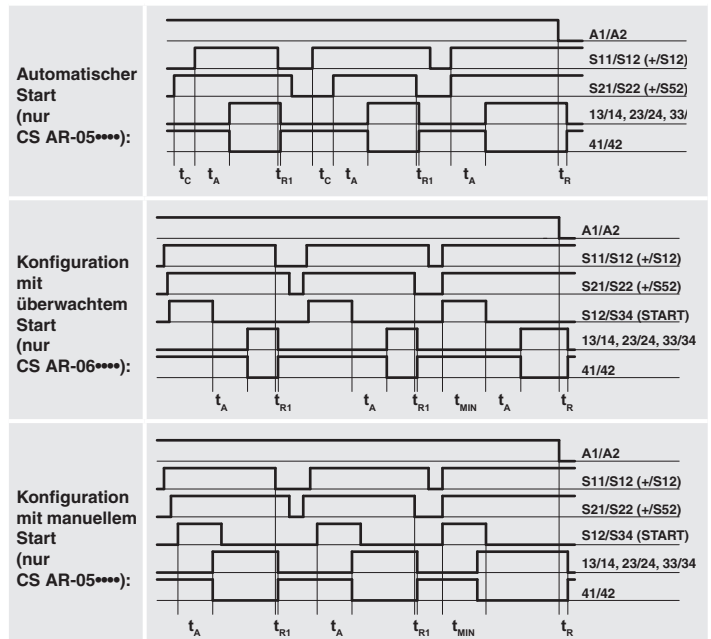 Automatischer
Start
(nur
CS AR-05••••):
A1/A2
S11/S12 (+/S12)
S21/S22 (+/S52)
13/14, 23/24, 33/
41/42
tC tA tR1 tC tA tR1 tA tR
Konfiguration
mit
überwachtem
Start
(nur
CS AR-06••••):
A1/A2
S11/S12 (+/S12)
S21/S22 (+/S52)
S12/S34 (START)
13/14, 23/24, 33/34
41/42
tA tR1 tA tR1 tMIN tA tR
Konfiguration
mit manuellem
Start
(nur
CS AR-05••••):
A1/A2
S11/S12 (+/S12)
S21/S22 (+/S52)
S12/S34 (START)
13/14, 23/24, 33/34
41/42
tA tR1 tA tR1 tMIN tR